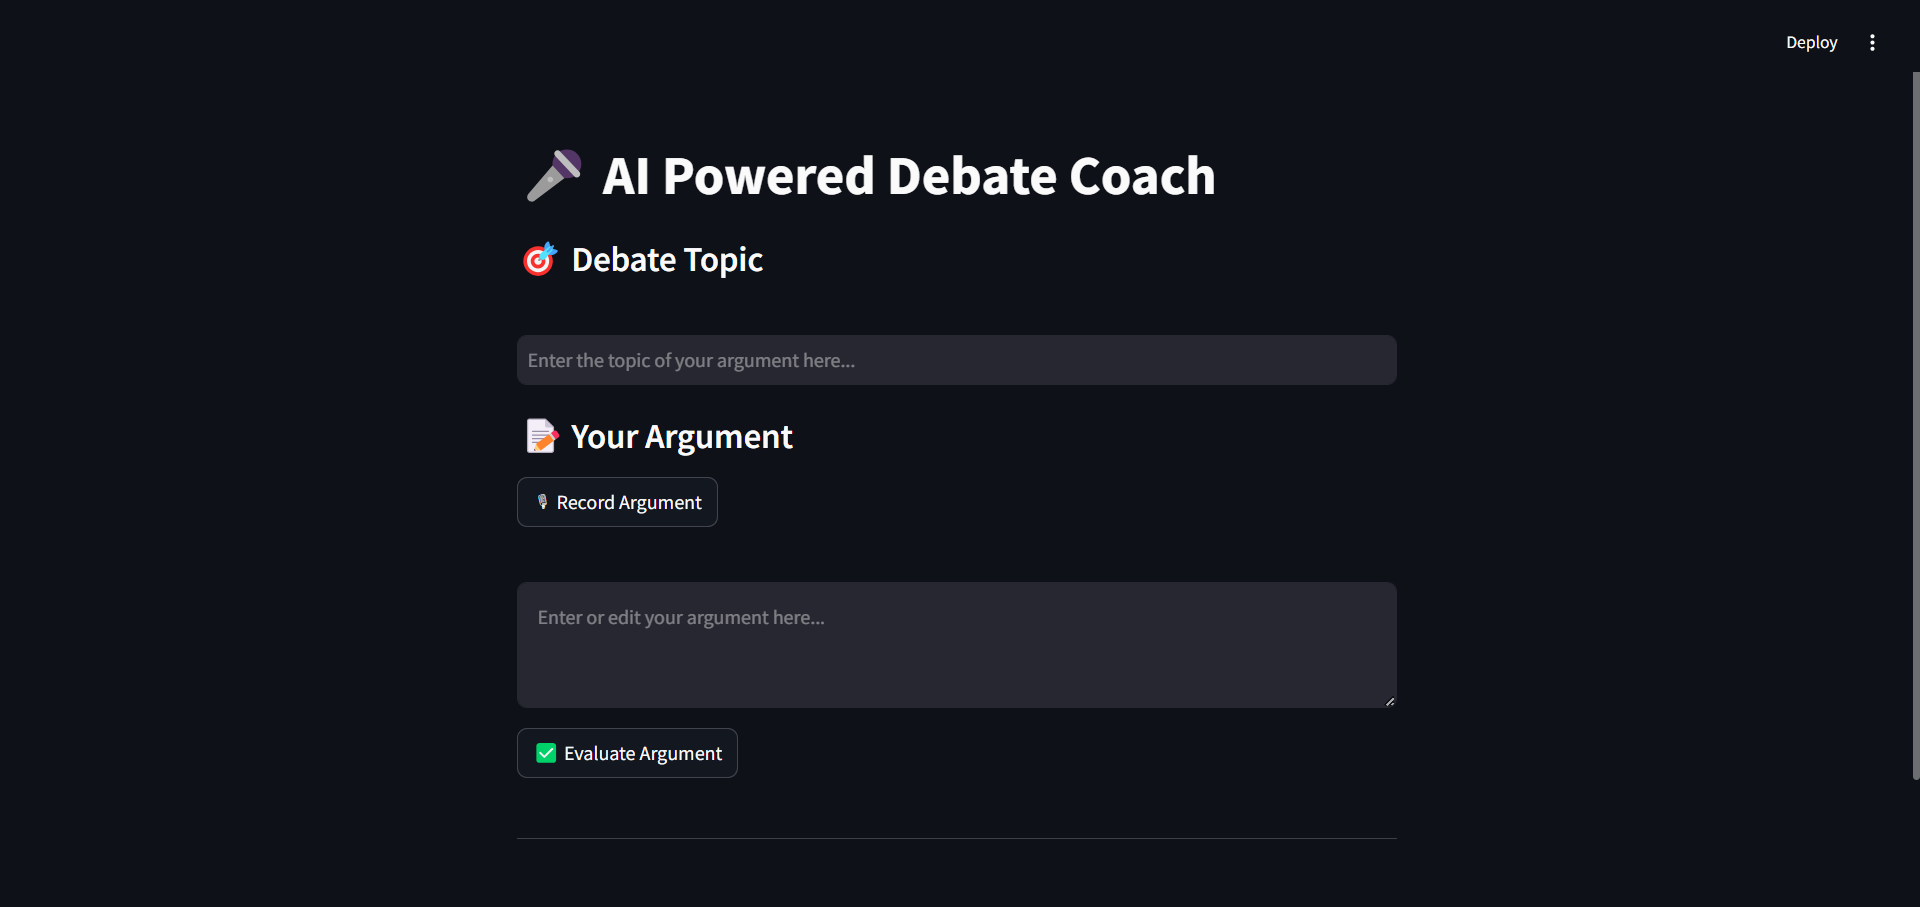 Deploy
AI Powered Debate Coach
Debate Topic
Enter the topic of your argument here...
Your Argument
Record Argument
Enter or edit your argument here...
Evaluate Argument